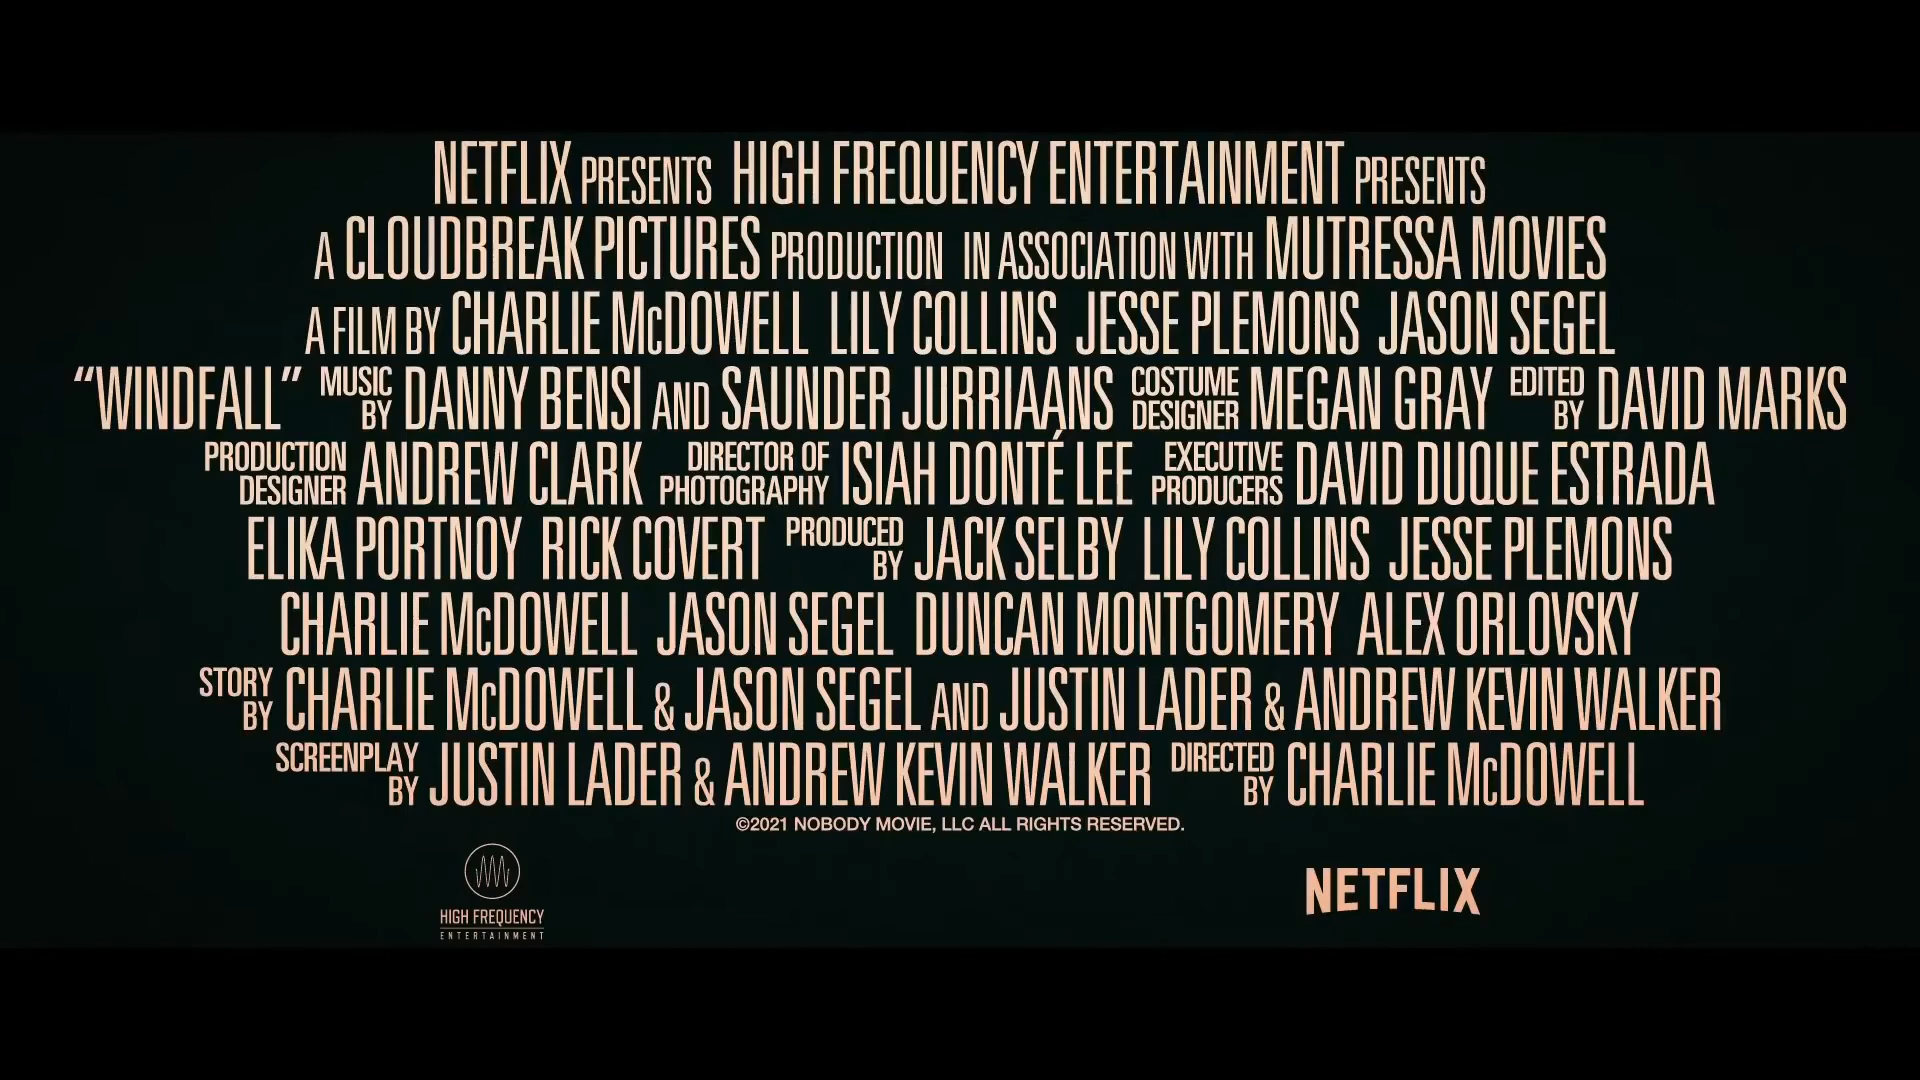 NETFLIX PRESENTS HIGH FREQUENCY ENTERTAINMENT PRESENTS
A CLOUDBREAK PICTURES PRODUCTION IN ASSOCIATION WITH MUTRESSA MOVIES
A FILM BY CHARLIE McDOWELL LILY COLLINS JESSE PLEMONS JASON SEGEL
“WINDFALL” MUSIC BY DANNY BENSI AND SAUNDER JURRIAANS COSTUME DESIGNER MEGAN GRAY EDITED BY DAVID MARKS
PRODUCTION DESIGNER ANDREW CLARK DIRECTOR OF PHOTOGRAPHY ISIAH DONTÉ LEE EXECUTIVE PRODUCERS DAVID DUQUE ESTRADA
ELIKA PORTNOY RICK COVERT PRODUCED BY JACK SELBY LILY COLLINS JESSE PLEMONS
CHARLIE McDOWELL JASON SEGEL DUNCAN MONTGOMERY ALEX ORLOVSKY
STORY BY CHARLIE McDOWELL & JASON SEGEL AND JUSTIN LADER & ANDREW KEVIN WALKER
SCREENPLAY BY JUSTIN LADER & ANDREW KEVIN WALKER DIRECTED BY CHARLIE McDOWELL
©2021 NOBODY MOVIE, LLC ALL RIGHTS RESERVED.
HIGH FREQUENCY
ENTERTAINMENT
NETFLIX